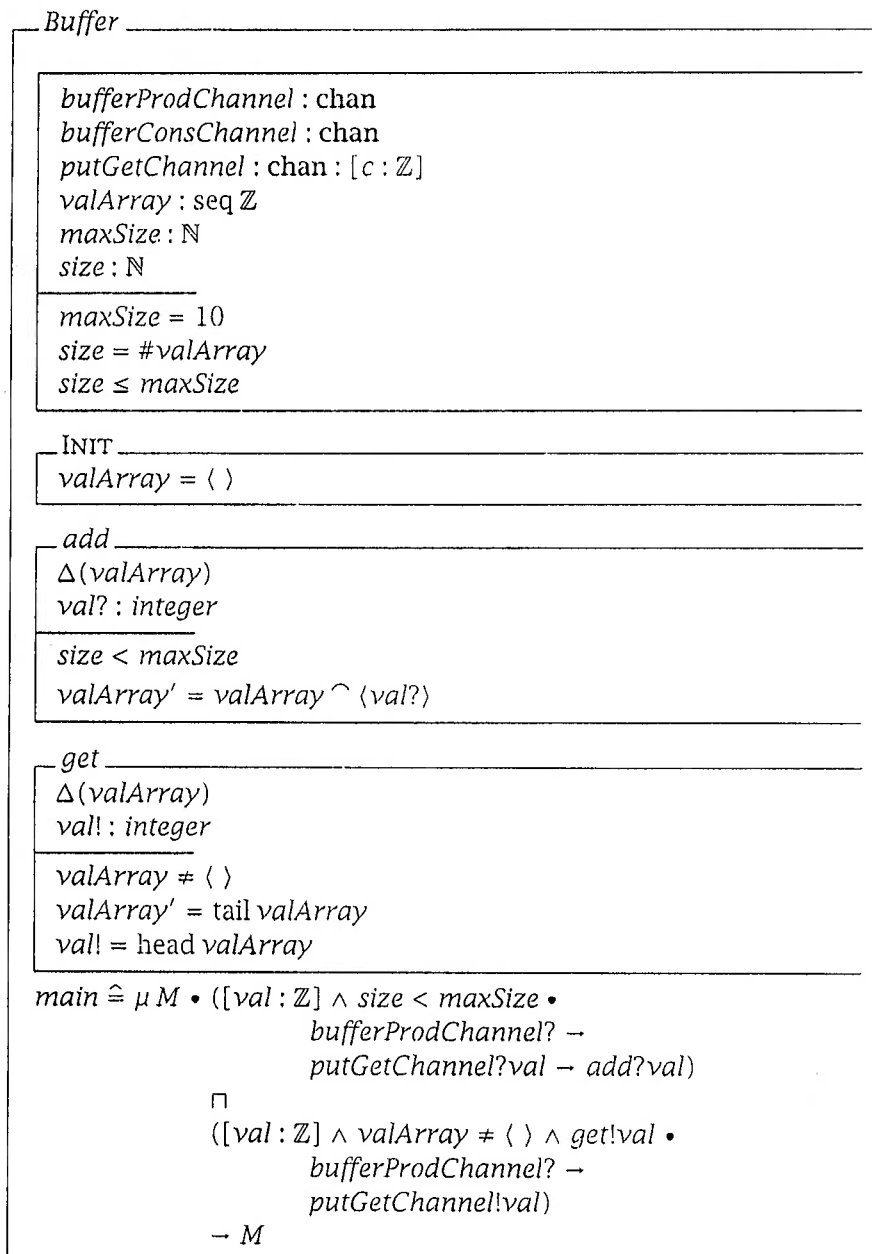 Buffer
bufferProdChannel : chan
bufferConsChannel : chan
putGetChannel : chan : [c : ℤ]
valArray : seq ℤ
maxSize : ℕ
size : ℕ
maxSize = 10
size = #valArray
size ≤ maxSize
INIT
valArray = ⟨ ⟩
add
Δ(valArray)
val? : integer
size < maxSize
valArray′ = valArray ⌢ ⟨val?⟩
get
Δ(valArray)
val! : integer
valArray ≠ ⟨ ⟩
valArray′ = tail valArray
val! = head valArray
main ≙ μ M • ([val : ℤ] ∧ size < maxSize •
bufferProdChannel? →
putGetChannel?val → add?val)
⊓
([val : ℤ] ∧ valArray ≠ ⟨ ⟩ ∧ get!val •
bufferProdChannel? →
putGetChannel!val)
→ M